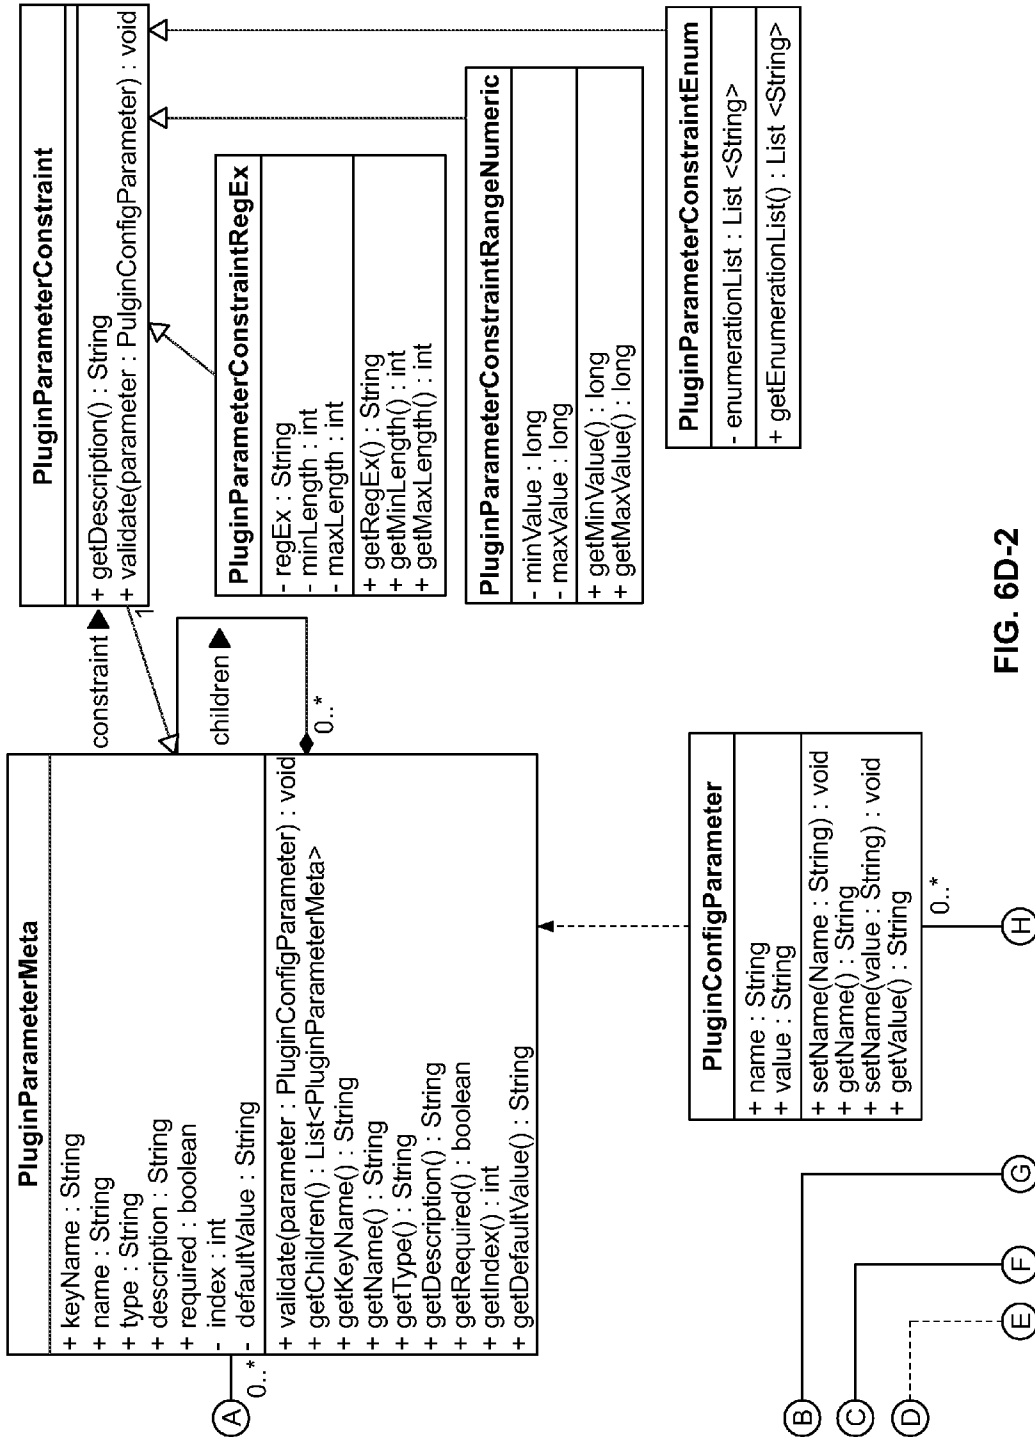 PluginParameterMeta
+ keyName : String
+ name : String
+ type : String
+ description : String
+ required : boolean
- index : int
- defaultValue : String
+ validate(parameter : PluginConfigParameter) : void
+ getChildren() : List<PluginParameterMeta>
+ getKeyName() : String
+ getName() : String
+ getType() : String
+ getDescription() : String
+ getRequired() : boolean
+ getIndex() : int
+ getDefaultValue() : String
A
0..*
constraint
1
children
0..*
PluginParameterConstraint
+ getDescription() : String
+ validate(parameter : PulginConfigParameter) : void
PluginParameterConstraintRegEx
- regEx : String
- minLength : int
- maxLength : int
+ getRegEx() : String
+ getMinLength() : int
+ getMaxLength() : int
PluginParameterConstraintRangeNumeric
- minValue : long
- maxValue : long
+ getMinValue() : long
+ getMaxValue() : long
PluginParameterConstraintEnum
- enumerationList : List <String>
+ getEnumerationList() : List <String>
PluginConfigParameter
+ name : String
+ value : String
+ setName(Name : String) : void
+ getName() : String
+ setName(value : String) : void
+ getValue() : String
0..*
H
B
G
C
F
D
E
FIG. 6D-2